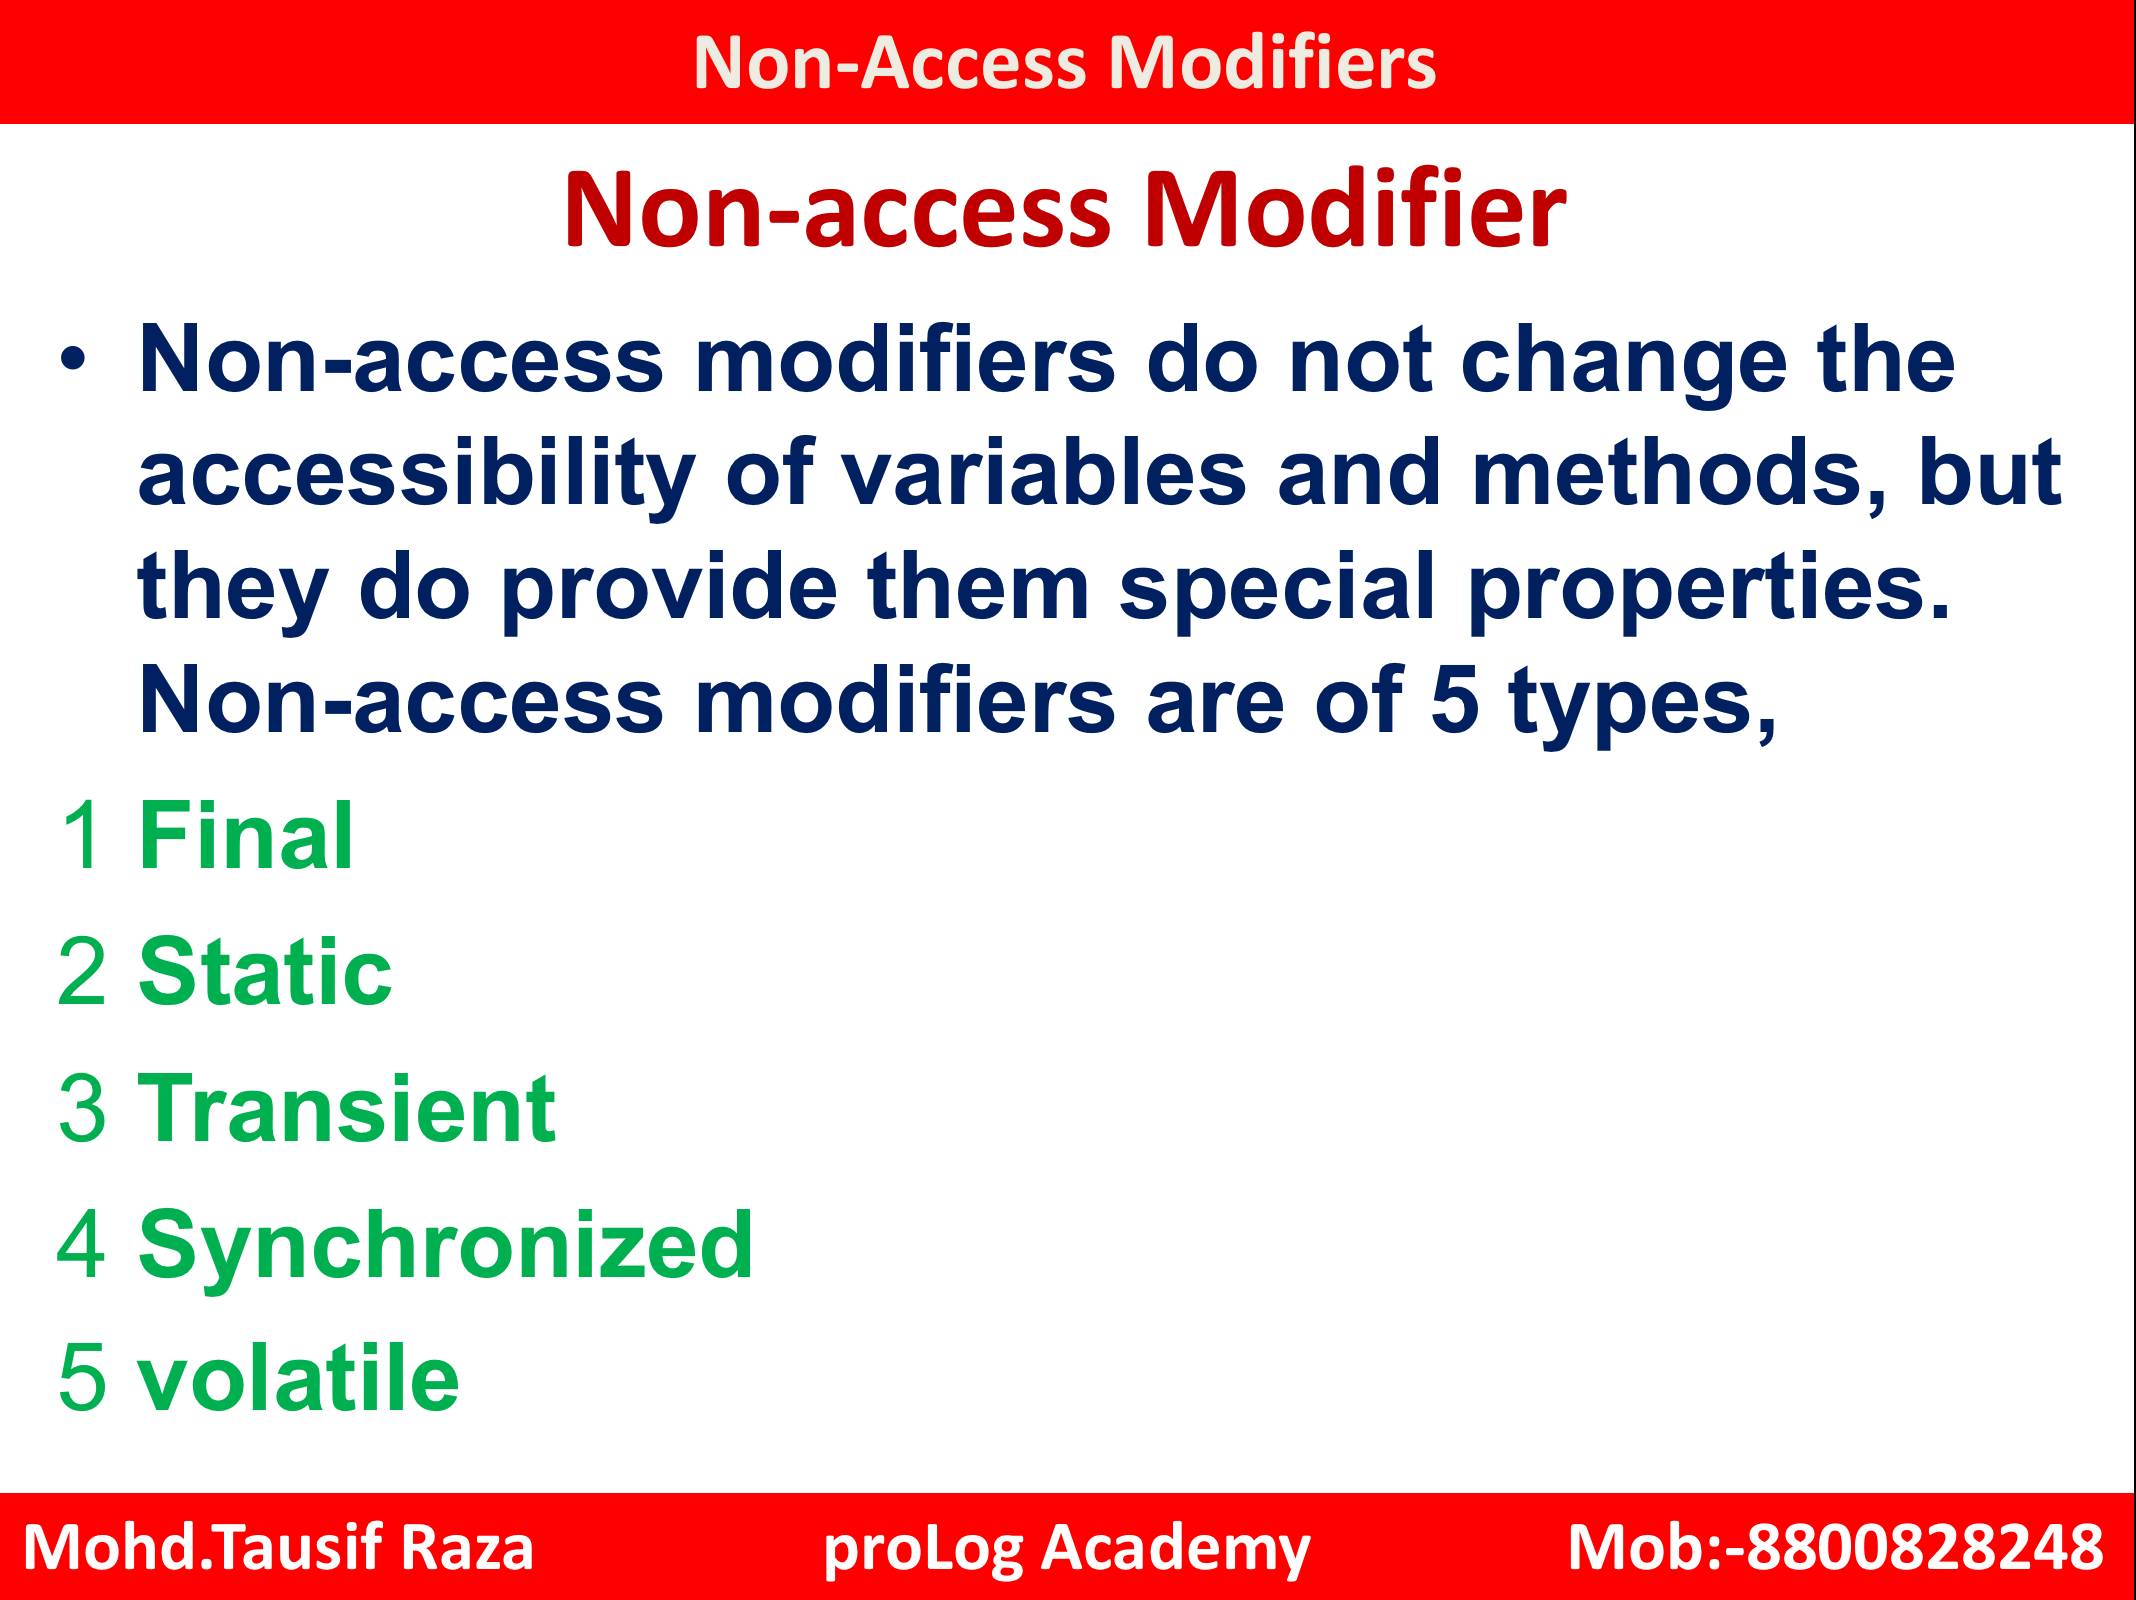 Non-Access Modifiers
Non-access Modifier
• Non-access modifiers do not change the
accessibility of variables and methods, but
they do provide them special properties.
Non-access modifiers are of 5 types,
1 Final
2 Static
3 Transient
4 Synchronized
5 volatile
Mohd.Tausif Raza proLog Academy Mob:-8800828248